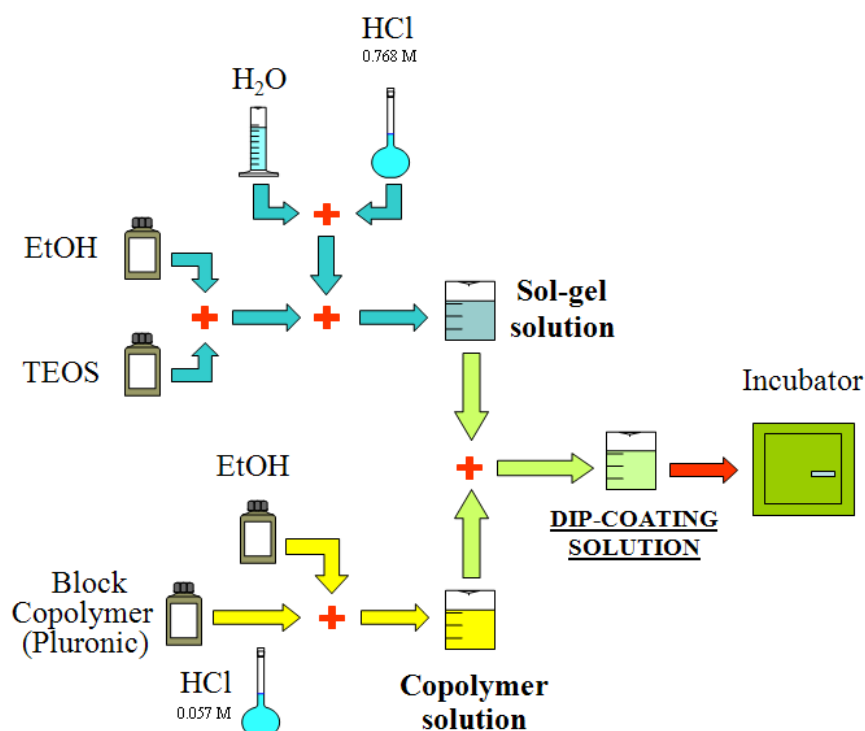 HCl
0.768 M
H₂O
EtOH
TEOS
Sol-gel
solution
Incubator
EtOH
DIP-COATING
SOLUTION
Block
Copolymer
(Pluronic)
HCl
0.057 M
Copolymer
solution